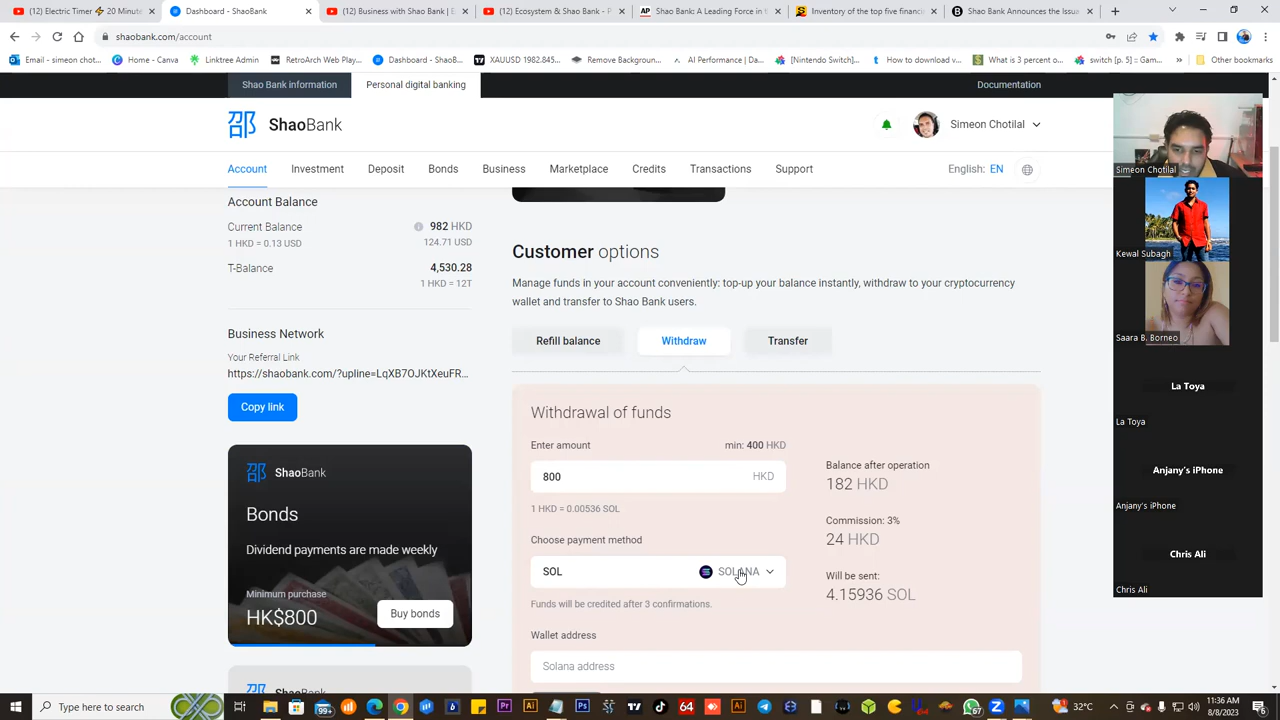 (12) Electric Timer ⚡ 20 Minute
Dashboard - ShaoBank
(12) Business with Shao Bank | E
(12) Ecosystem & Shao Bank - P
Shao Bank: A Leading Force in
Inventory of the top five financi
Shao Bank Announces the Issua
shaobank.com/account
Email - simeon chot...
Home - Canva
Linktree Admin
RetroArch Web Play...
Dashboard - ShaoB...
XAUUSD 1982.845...
Remove Backgroun...
AI Performance | Da...
[Nintendo Switch]...
How to download v...
What is 3 percent o...
switch [p. 5] :: Gam...
Other bookmarks
Shao Bank information
Personal digital banking
Documentation
邵 ShaoBank
Simeon Chotilal
Account
Investment
Deposit
Bonds
Business
Marketplace
Credits
Transactions
Support
English: EN
Account Balance
Current Balance
982 HKD
1 HKD = 0.13 USD
124.71 USD
T-Balance
4,530.28
1 HKD = 12T
Business Network
Your Referral Link
https://shaobank.com/?upline=LqXB7OJKtXeuFR...
Copy link
邵 ShaoBank
Bonds
Dividend payments are made weekly
Minimum purchase
HK$800
Buy bonds
ShaoBank
Customer options
Manage funds in your account conveniently: top-up your balance instantly, withdraw to your cryptocurrency
wallet and transfer to Shao Bank users.
Refill balance
Withdraw
Transfer
Withdrawal of funds
Enter amount
min: 400 HKD
800
HKD
1 HKD = 0.00536 SOL
Choose payment method
SOL
SOLANA
Funds will be credited after 3 confirmations.
Wallet address
Solana address
Balance after operation
182 HKD
Commission: 3%
24 HKD
Will be sent:
4.15936 SOL
Simeon Chotilal
Kewal Subagh
Saara B. Borneo
La Toya
La Toya
Anjany's iPhone
Anjany's iPhone
Chris Ali
Chris Ali
Type here to search
99+
64
67
32°C
11:36 AM
8/8/2023
6